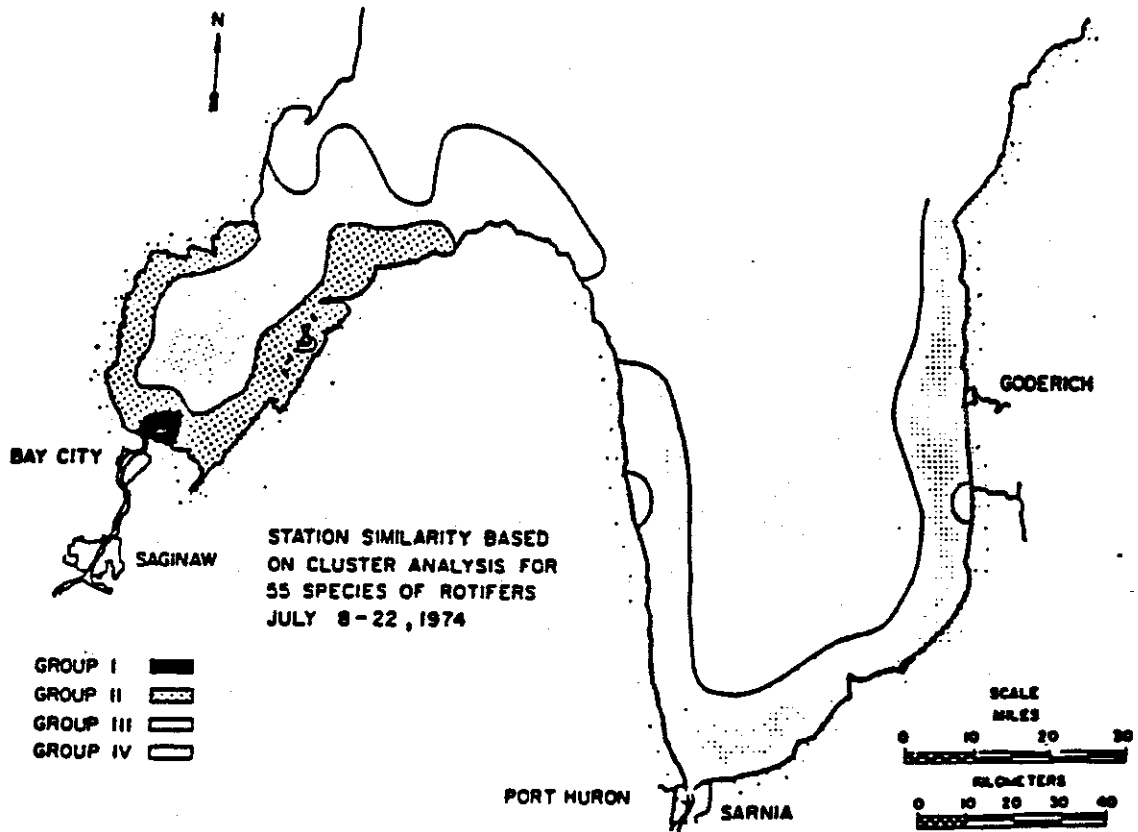 N
GODERICH
BAY CITY
SAGINAW
STATION SIMILARITY BASED
ON CLUSTER ANALYSIS FOR
55 SPECIES OF ROTIFERS
JULY 8-22, 1974
GROUP I
GROUP II
GROUP III
GROUP IV
SCALE
MILES
0 10 20 30
KILOMETERS
0 10 20 30 40
PORT HURON
SARNIA